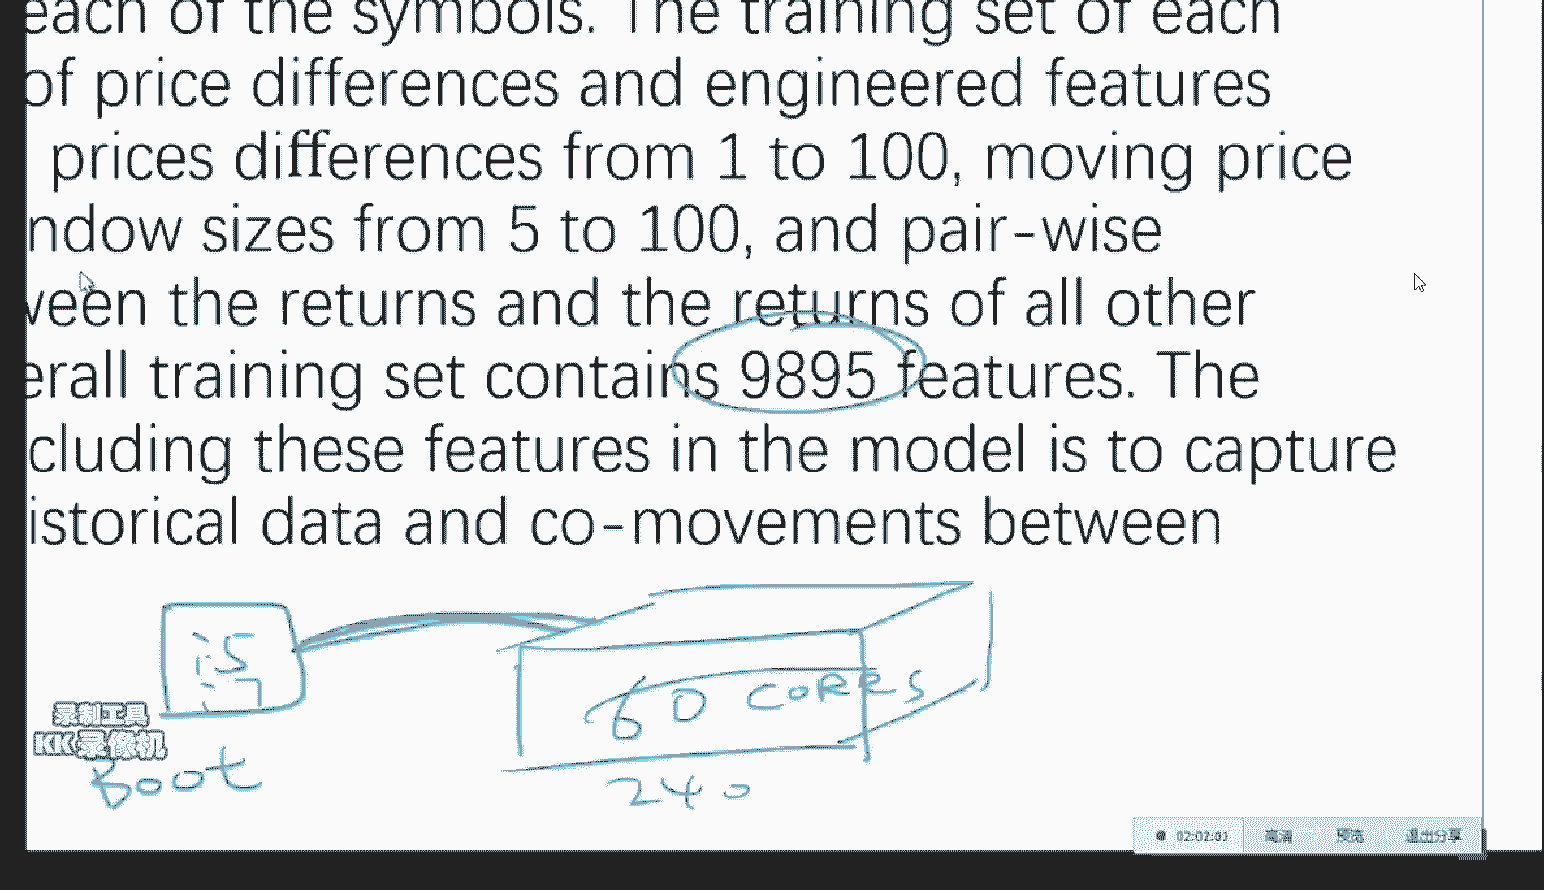 each of the symbols. The training set of each
of price differences and engineered features
prices differences from 1 to 100, moving price
ndow sizes from 5 to 100, and pair-wise
ween the returns and the returns of all other
erall training set contains 9895 features. The
cluding these features in the model is to capture
istorical data and co-movements between
i5
i7
60 CORRS
录制工具
KK录像机
Boot
240
02:02:03 高清 预览 退出分享